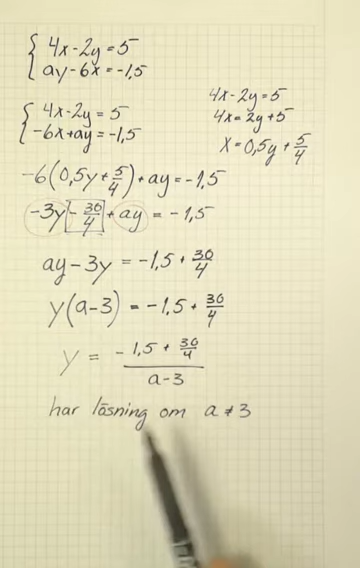 4x-2y=5
ay-6x=-1,5
4x-2y=5
-6x+ay=-1,5
4x-2y=5
4x=2y+5
x=0,5y+5/4
-6(0,5y+5/4)+ay=-1,5
-3y-30/4+ay=-1,5
ay-3y=-1,5+30/4
y(a-3)=-1,5+30/4
y=(-1,5+30/4)/(a-3)
har lösning om a≠3